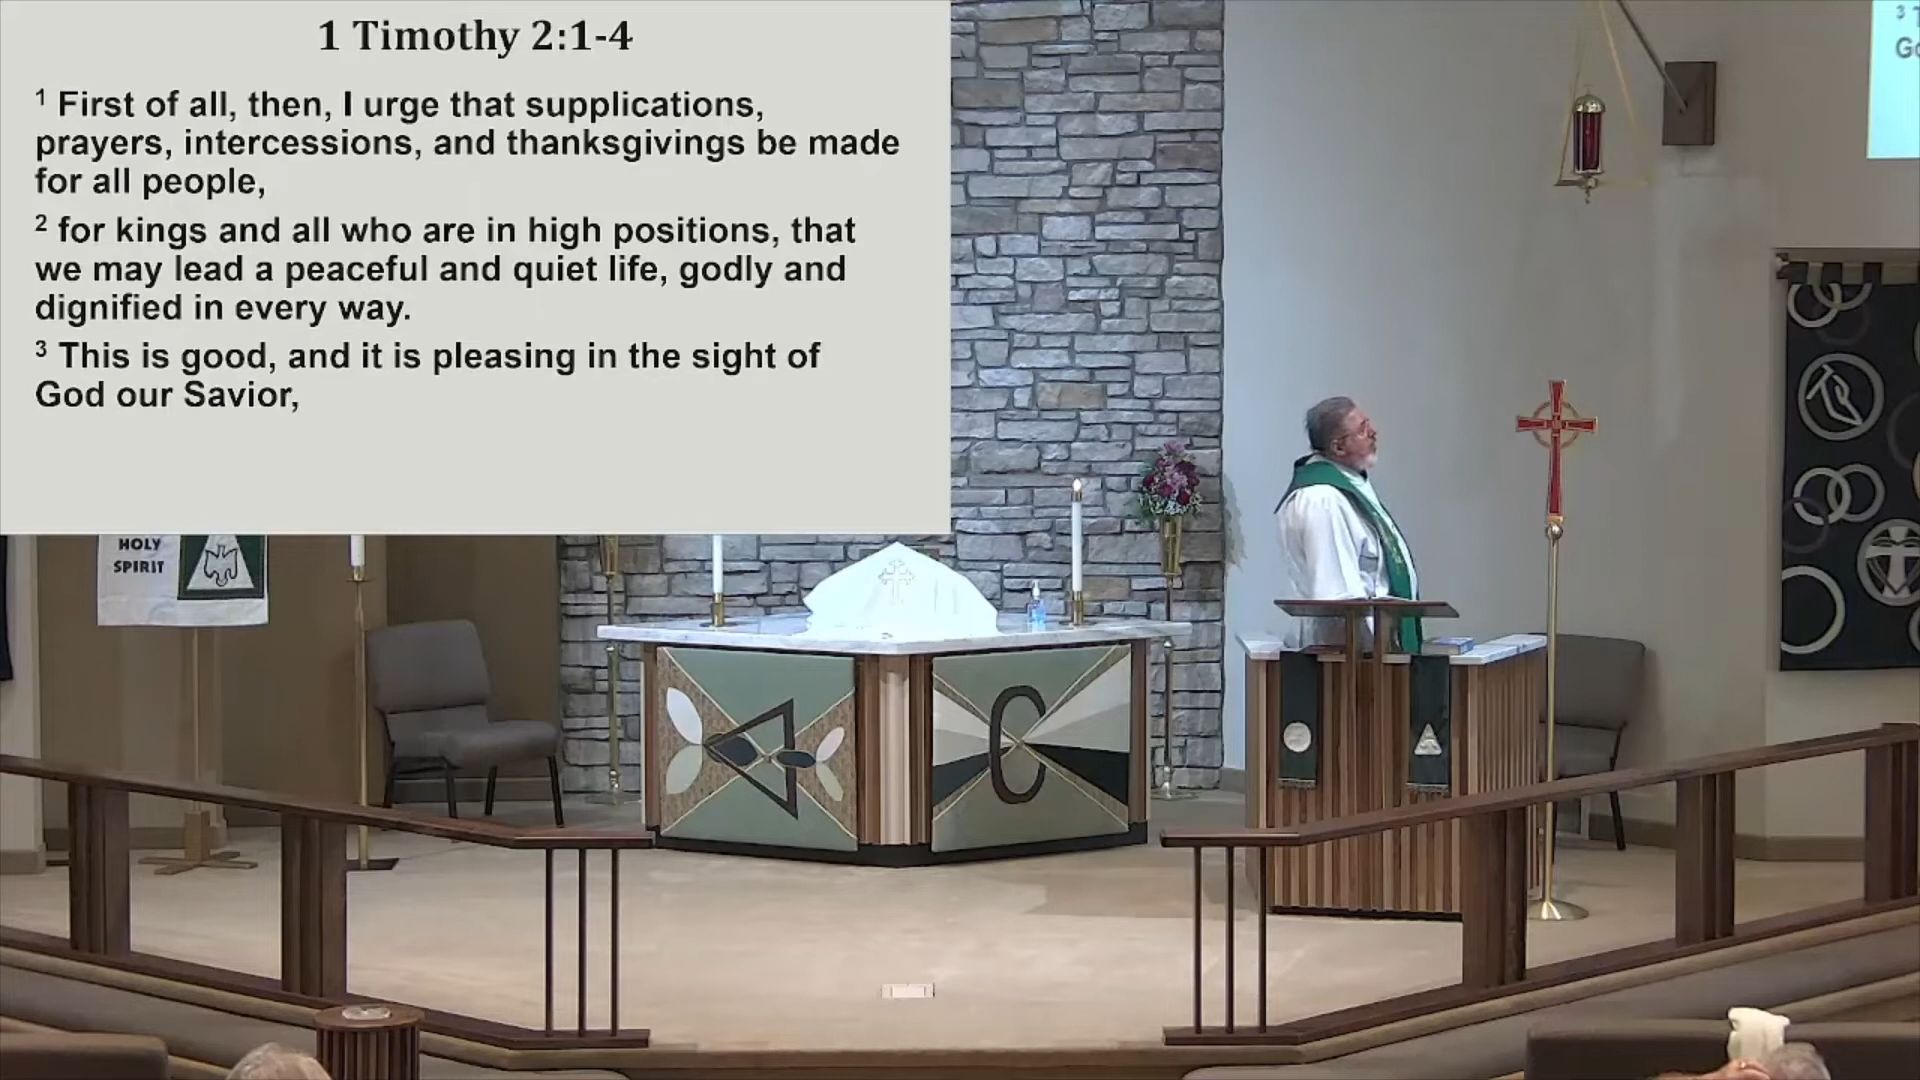 1 Timothy 2:1-4
1 First of all, then, I urge that supplications,
prayers, intercessions, and thanksgivings be made
for all people,
2 for kings and all who are in high positions, that
we may lead a peaceful and quiet life, godly and
dignified in every way.
3 This is good, and it is pleasing in the sight of
God our Savior,
HOLY
SPIRIT
3